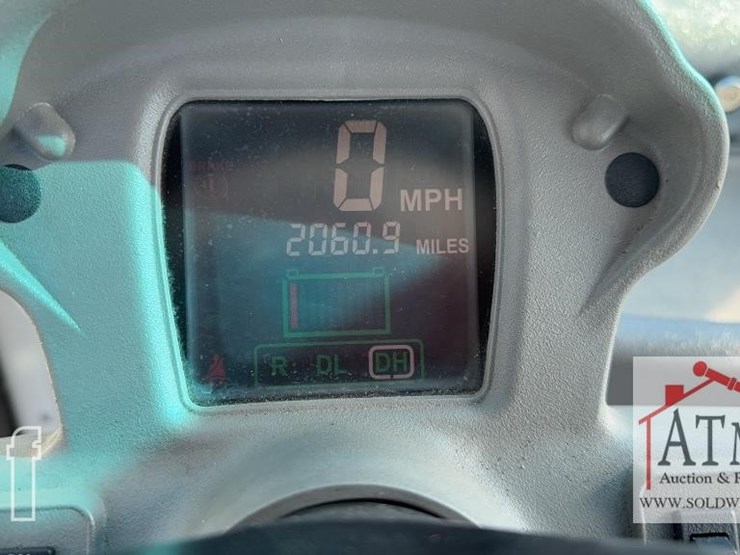 0 MPH
2060.9 MILES
R DL DH
f
ATM
Auction & R
WWW.SOLDW